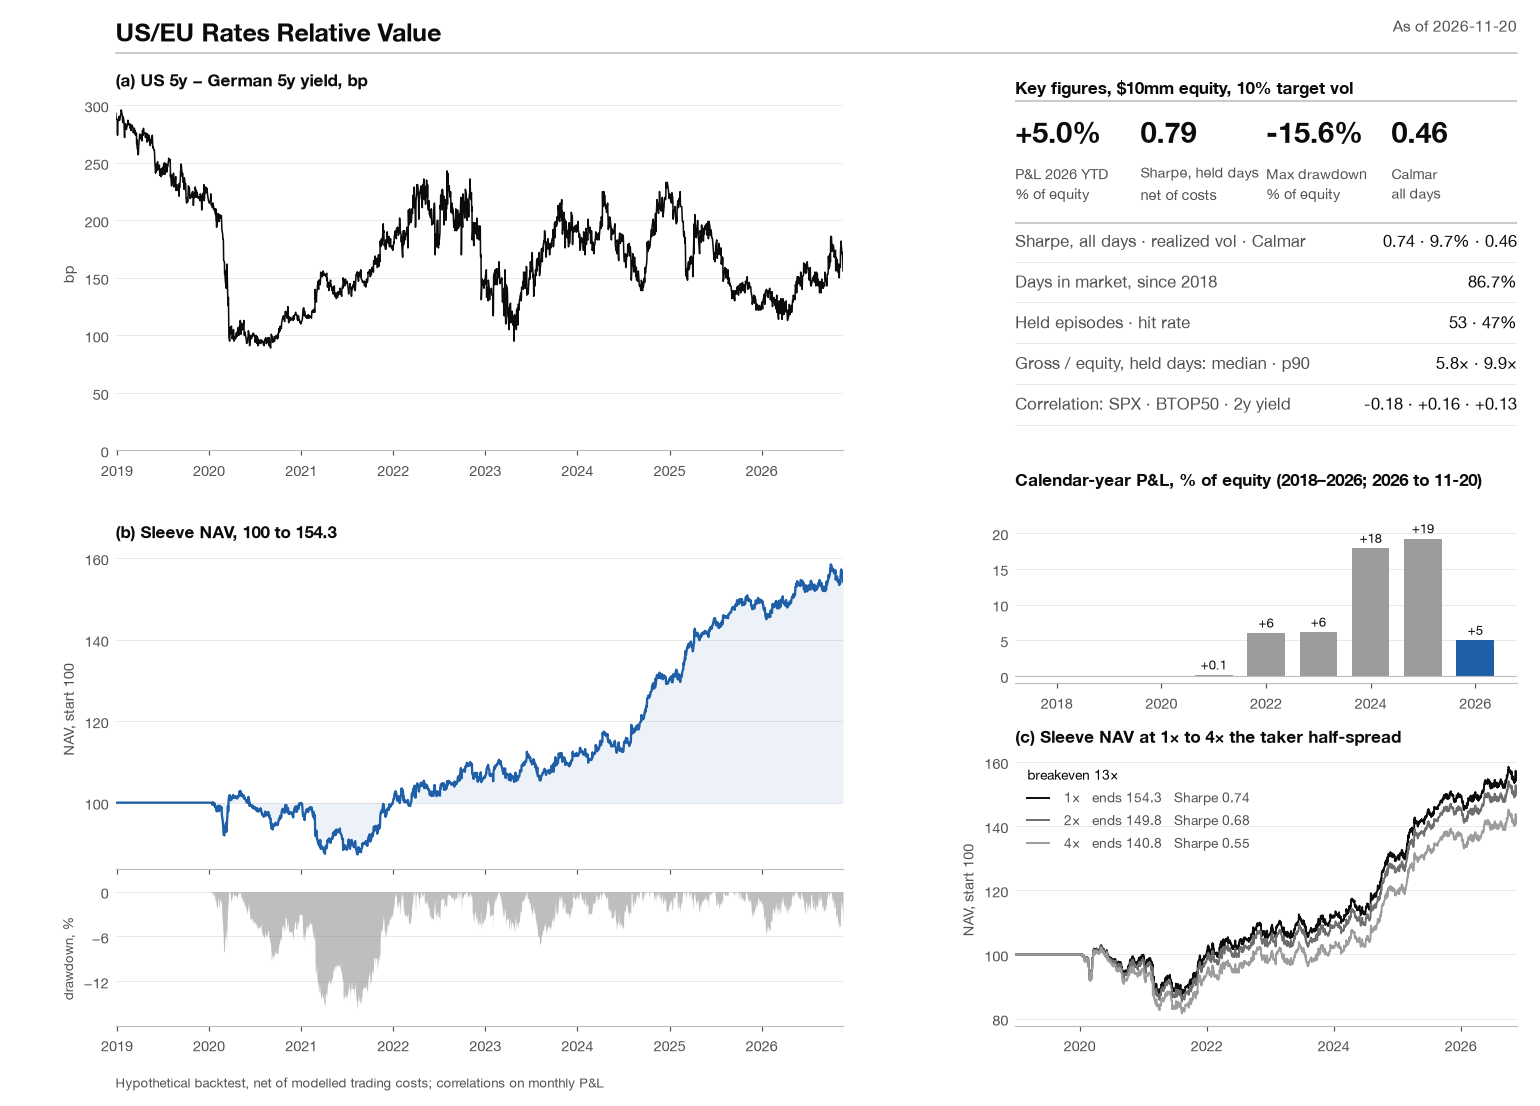 US/EU Rates Relative Value
As of 2026-11-20
(a) US 5y – German 5y yield, bp
300
250
200
150
100
50
0
bp
2019 2020 2021 2022 2023 2024 2025 2026
(b) Sleeve NAV, 100 to 154.3
160
140
120
100
NAV, start 100
0
−6
−12
drawdown, %
2019 2020 2021 2022 2023 2024 2025 2026
Hypothetical backtest, net of modelled trading costs; correlations on monthly P&L
Key figures, $10mm equity, 10% target vol
+5.0% 0.79 -15.6% 0.46
P&L 2026 YTD Sharpe, held days Max drawdown Calmar
% of equity net of costs % of equity all days
Sharpe, all days · realized vol · Calmar 0.74 · 9.7% · 0.46
Days in market, since 2018 86.7%
Held episodes · hit rate 53 · 47%
Gross / equity, held days: median · p90 5.8× · 9.9×
Correlation: SPX · BTOP50 · 2y yield -0.18 · +0.16 · +0.13
Calendar-year P&L, % of equity (2018–2026; 2026 to 11-20)
20
15
10
5
0
+0.1 +6 +6 +18 +19 +5
2018 2020 2022 2024 2026
(c) Sleeve NAV at 1× to 4× the taker half-spread
160
140
120
100
80
NAV, start 100
breakeven 13×
1× ends 154.3 Sharpe 0.74
2× ends 149.8 Sharpe 0.68
4× ends 140.8 Sharpe 0.55
2020 2022 2024 2026